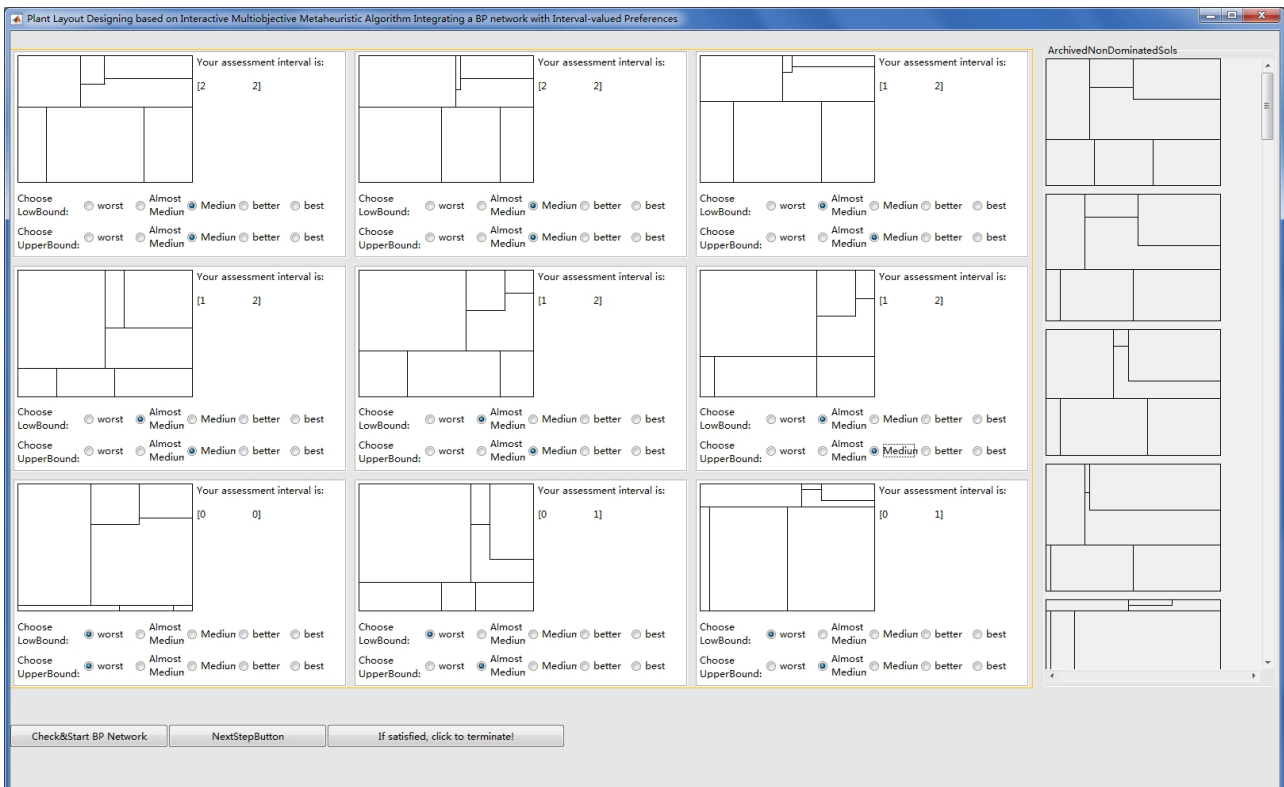 Plant Layout Designing based on Interactive Multiobjective Metaheuristic Algorithm Integrating a BP network with Interval-valued Preferences
ArchivedNonDominatedSols
Your assessment interval is:
[2 2]
Choose LowBound: worst Almost Mediun Mediun better best
Choose UpperBound: worst Almost Mediun Mediun better best
Your assessment interval is:
[2 2]
Choose LowBound: worst Almost Mediun Mediun better best
Choose UpperBound: worst Almost Mediun Mediun better best
Your assessment interval is:
[1 2]
Choose LowBound: worst Almost Mediun Mediun better best
Choose UpperBound: worst Almost Mediun Mediun better best
Your assessment interval is:
[1 2]
Choose LowBound: worst Almost Mediun Mediun better best
Choose UpperBound: worst Almost Mediun Mediun better best
Your assessment interval is:
[1 2]
Choose LowBound: worst Almost Mediun Mediun better best
Choose UpperBound: worst Almost Mediun Mediun better best
Your assessment interval is:
[1 2]
Choose LowBound: worst Almost Mediun Mediun better best
Choose UpperBound: worst Almost Mediun Mediun better best
Your assessment interval is:
[0 0]
Choose LowBound: worst Almost Mediun Mediun better best
Choose UpperBound: worst Almost Mediun Mediun better best
Your assessment interval is:
[0 1]
Choose LowBound: worst Almost Mediun Mediun better best
Choose UpperBound: worst Almost Mediun Mediun better best
Your assessment interval is:
[0 1]
Choose LowBound: worst Almost Mediun Mediun better best
Choose UpperBound: worst Almost Mediun Mediun better best
Check&Start BP Network
NextStepButton
If satisfied, click to terminate!